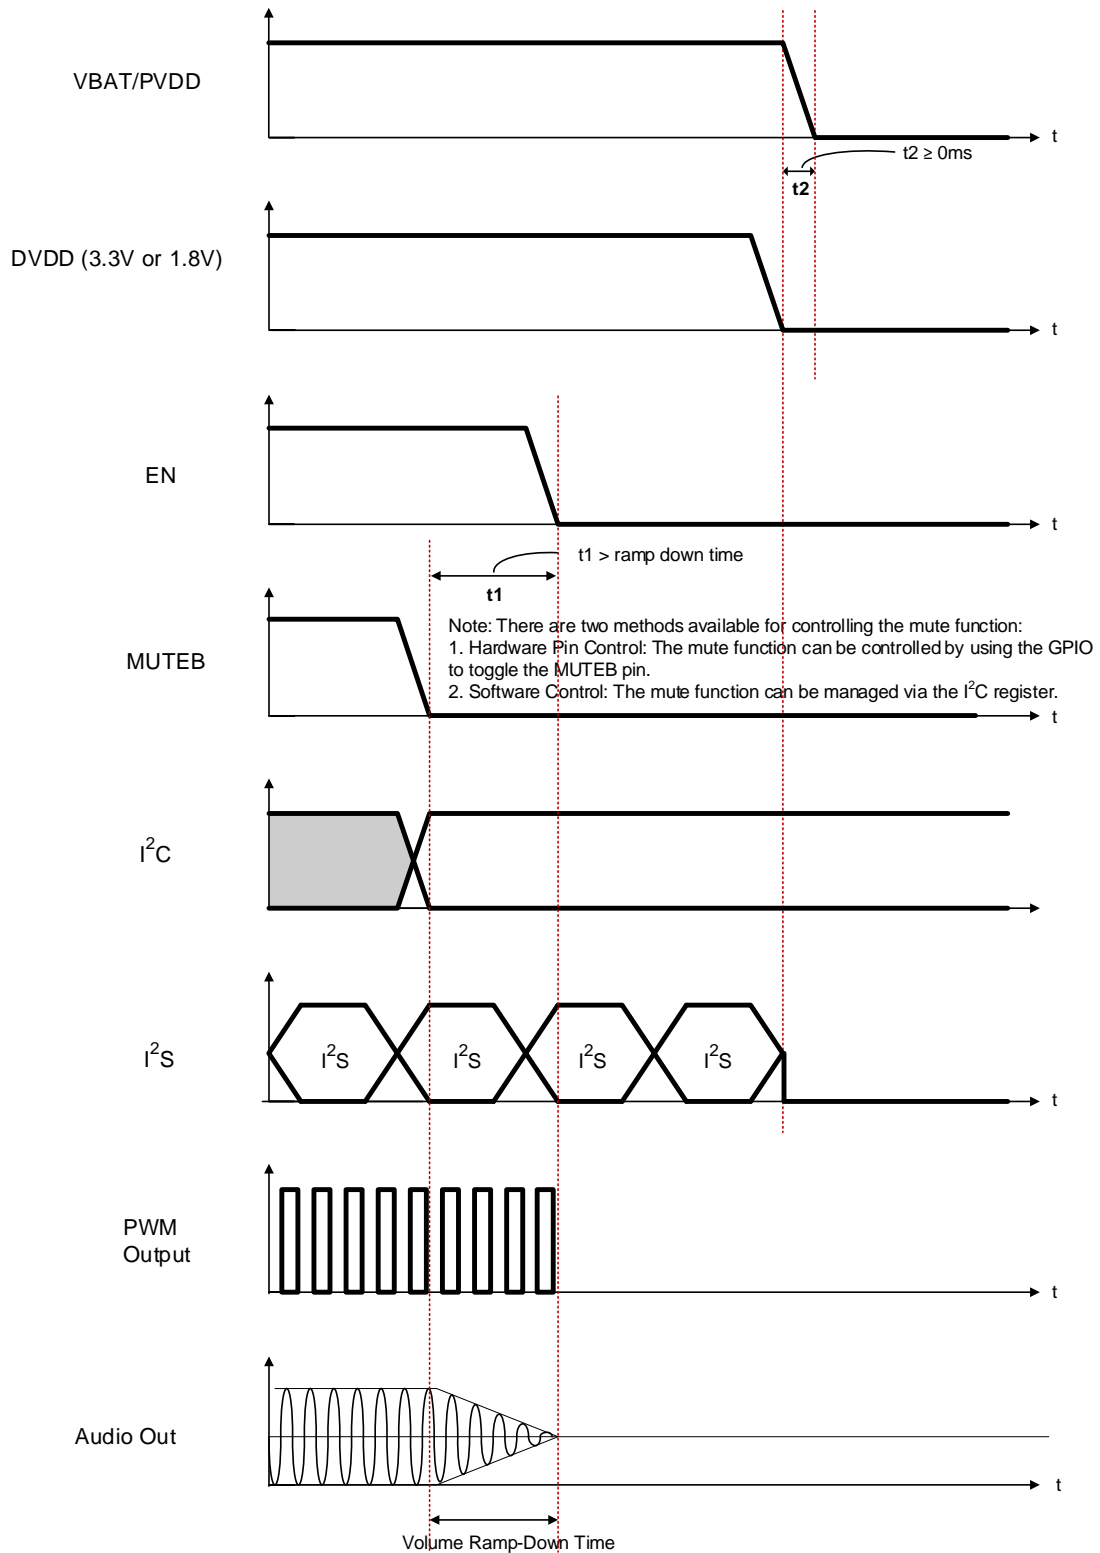 VBAT/PVDD
t
t2 ≥ 0ms
t2
DVDD (3.3V or 1.8V)
t
EN
t
t1 > ramp down time
t1
Note: There are two methods available for controlling the mute function:
1. Hardware Pin Control: The mute function can be controlled by using the GPIO
to toggle the MUTEB pin.
2. Software Control: The mute function can be managed via the I²C register.
MUTEB
t
I²C
I²S
I²S
I²S
I²S
I²S
t
PWM
Output
t
Audio Out
t
Volume Ramp-Down Time